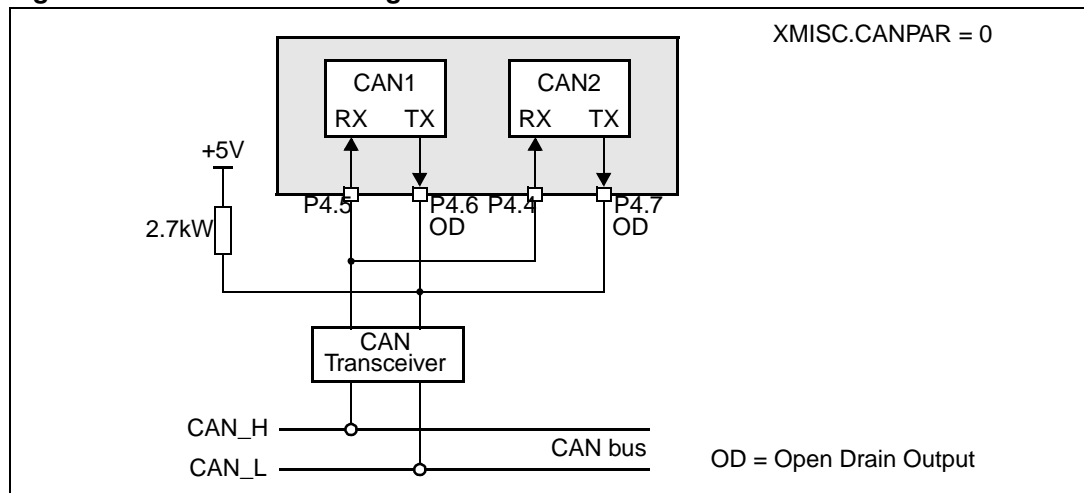 XMISC.CANPAR = 0
CAN1
CAN2
RX TX
RX TX
+5V
P4.5
P4.6
P4.4
P4.7
OD
OD
2.7kW
CAN
Transceiver
CAN_H
CAN bus
CAN_L
OD = Open Drain Output